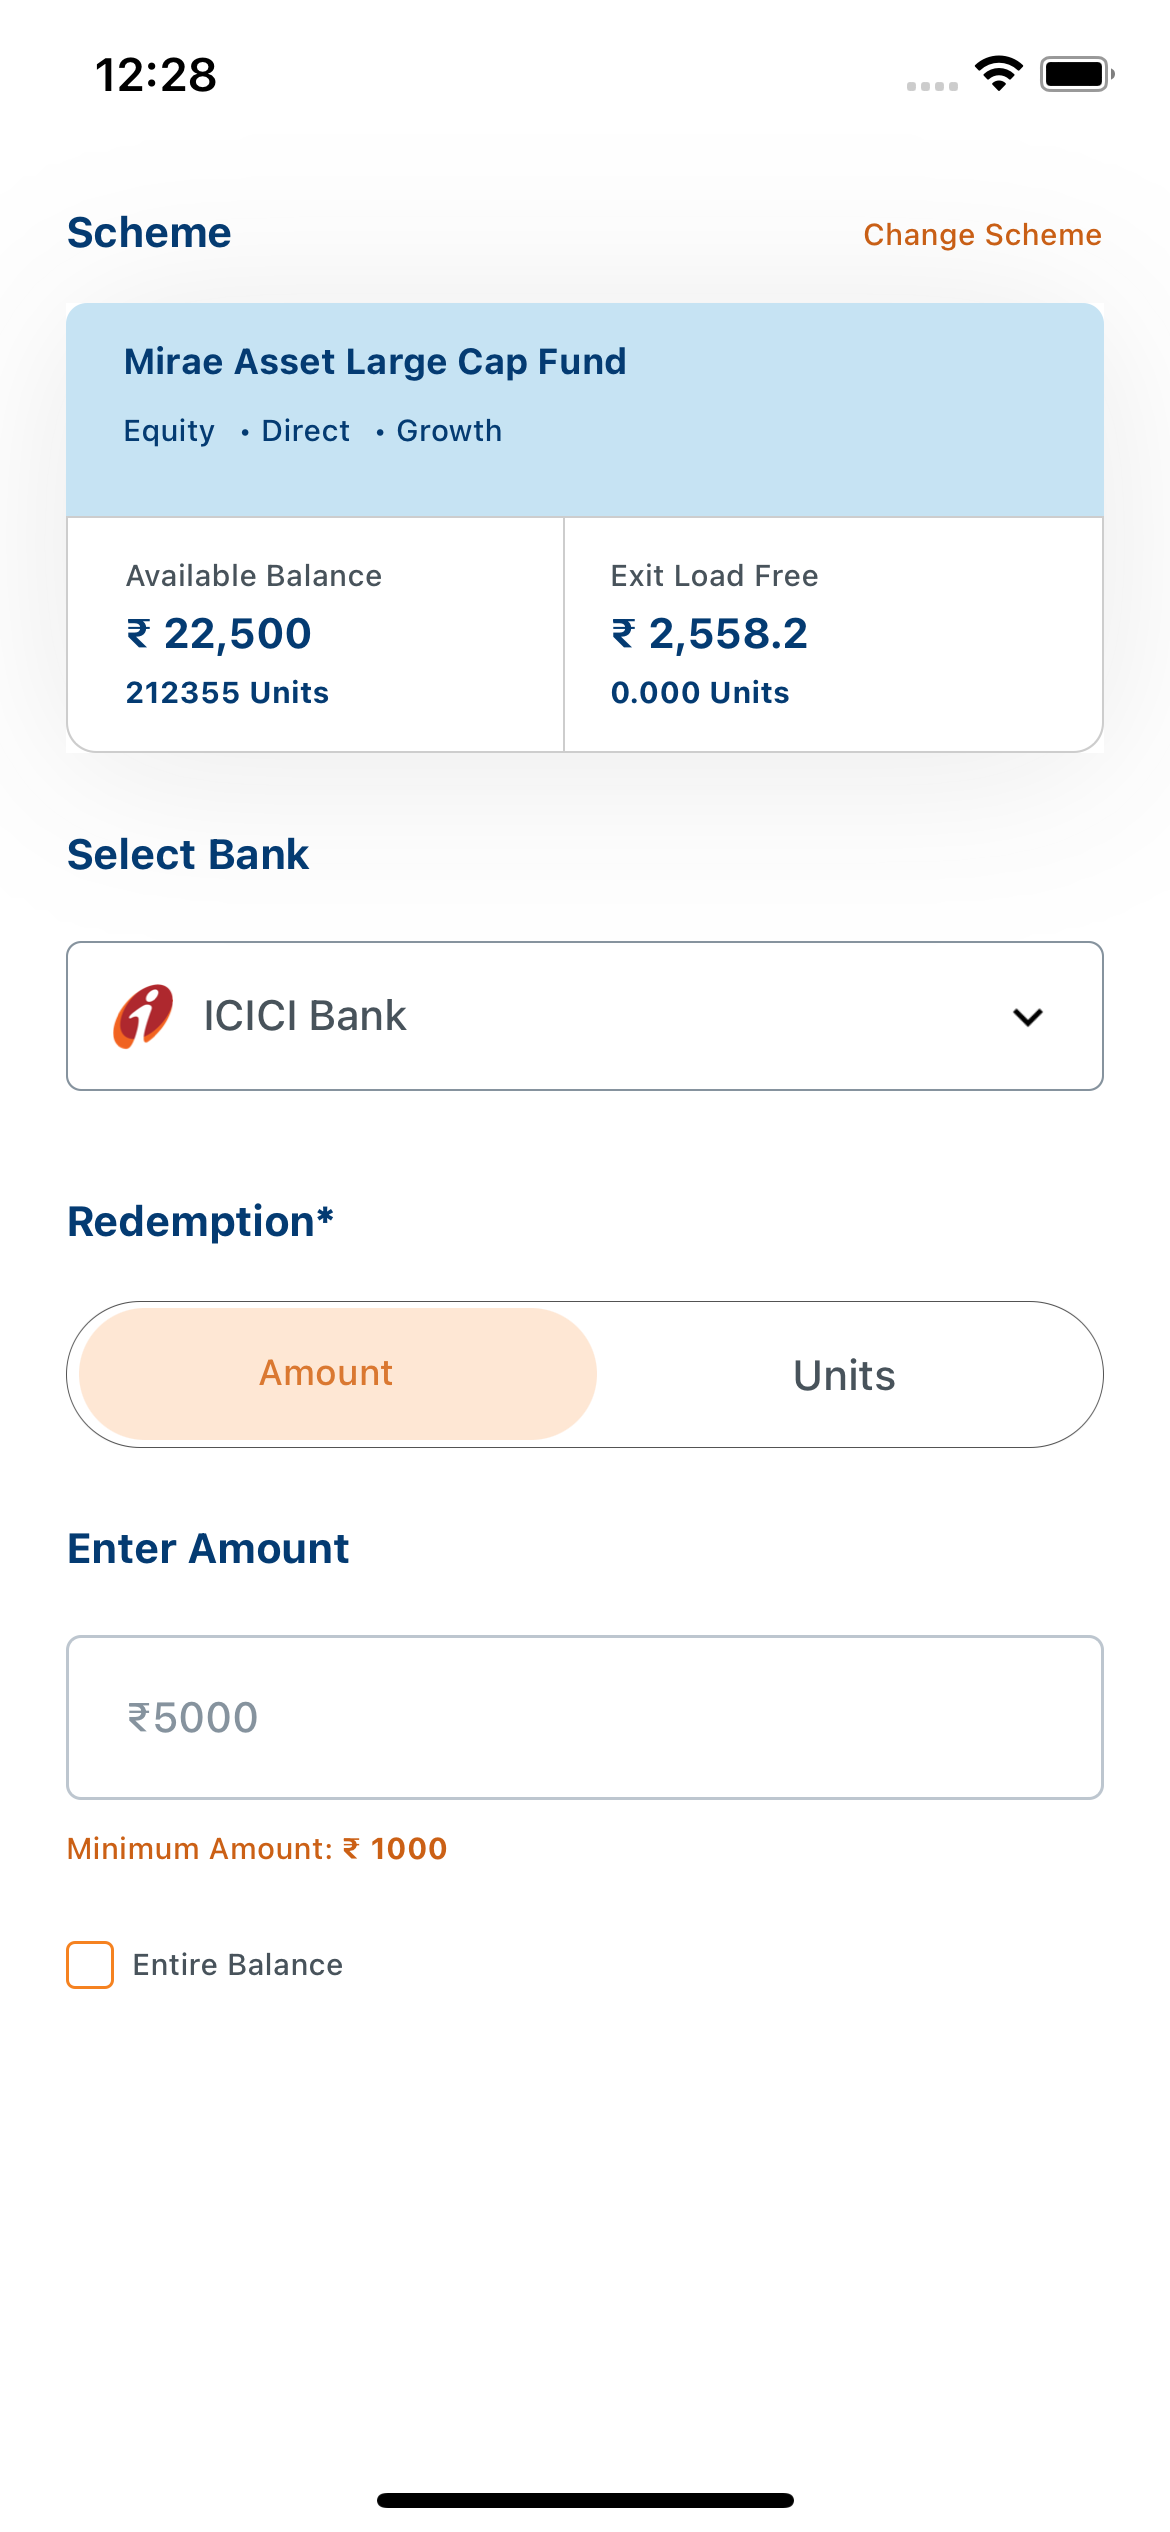 12:28
Scheme
Change Scheme
Mirae Asset Large Cap Fund
Equity • Direct • Growth
Available Balance
₹ 22,500
212355 Units
Exit Load Free
₹ 2,558.2
0.000 Units
Select Bank
ICICI Bank
Redemption*
Amount
Units
Enter Amount
₹5000
Minimum Amount: ₹ 1000
Entire Balance